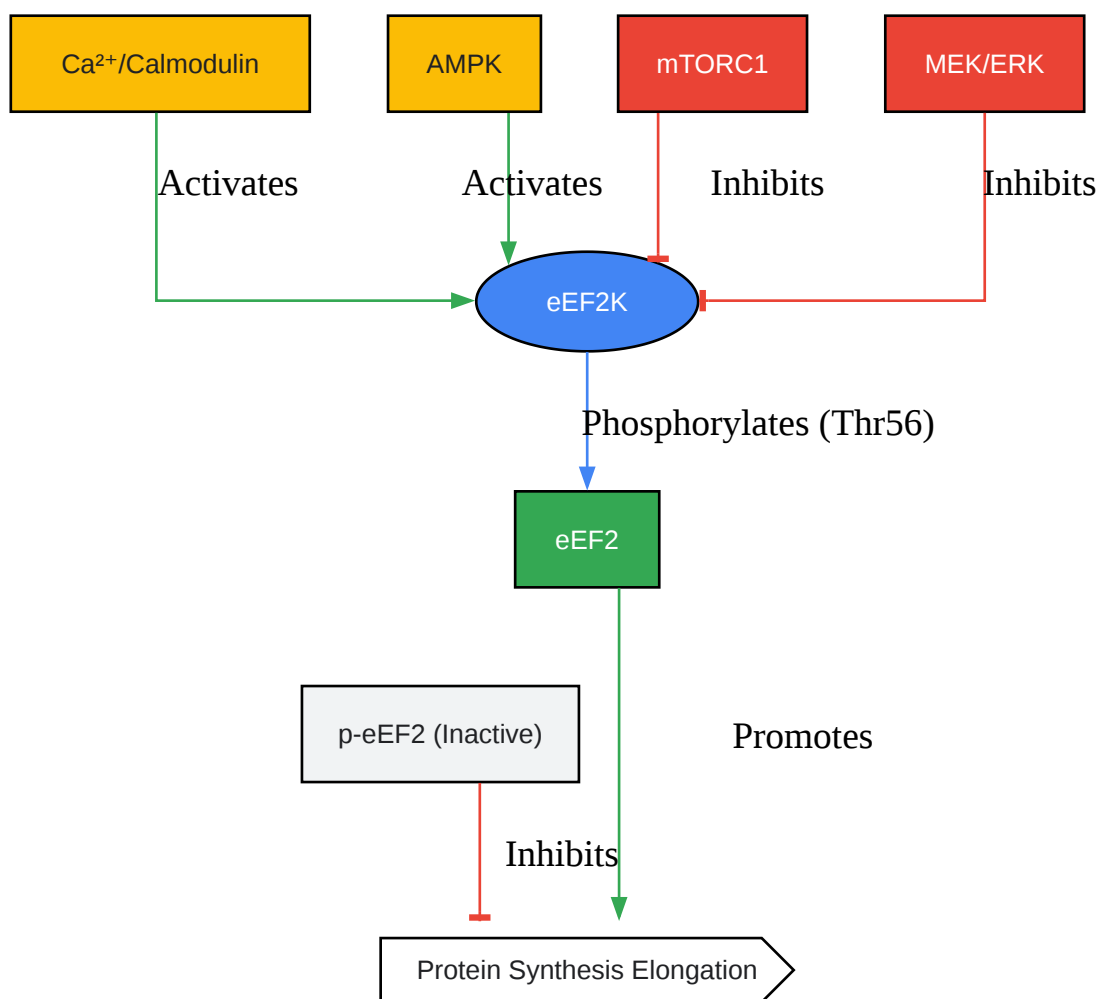 Ca²⁺/Calmodulin
AMPK
mTORC1
MEK/ERK
Activates
Activates
Inhibits
Inhibits
eEF2K
Phosphorylates (Thr56)
eEF2
p-eEF2 (Inactive)
Promotes
Inhibits
Protein Synthesis Elongation